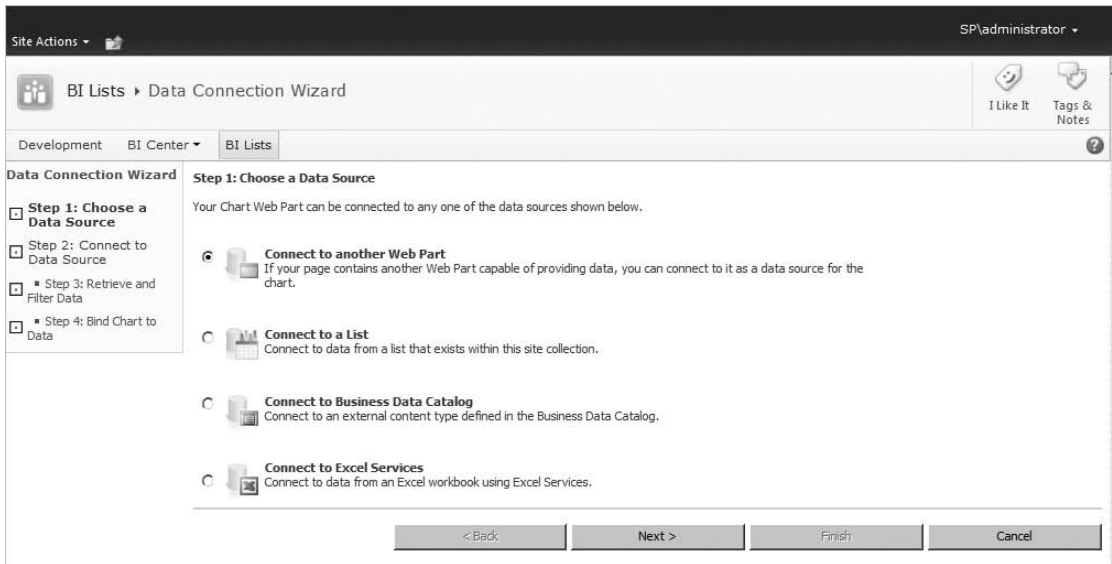 SP\administrator
Site Actions
BI Lists ▸ Data Connection Wizard
I Like It
Tags &
Notes
Development BI Center BI Lists
Data Connection Wizard
Step 1: Choose a
Data Source
Step 2: Connect to
Data Source
▪ Step 3: Retrieve and
Filter Data
▪ Step 4: Bind Chart to
Data
Step 1: Choose a Data Source
Your Chart Web Part can be connected to any one of the data sources shown below.
Connect to another Web Part
If your page contains another Web Part capable of providing data, you can connect to it as a data source for the
chart.
Connect to a List
Connect to data from a list that exists within this site collection.
Connect to Business Data Catalog
Connect to an external content type defined in the Business Data Catalog.
Connect to Excel Services
Connect to data from an Excel workbook using Excel Services.
< Back Next > Finish Cancel